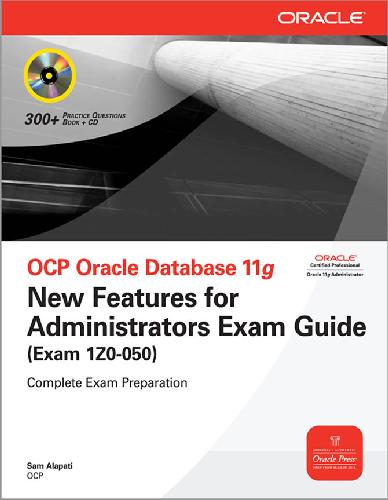 ORACLE
300+ PRACTICE QUESTIONS
BOOK + CD
OCP Oracle Database 11g
New Features for
Administrators Exam Guide
(Exam 1Z0-050)
Complete Exam Preparation
ORACLE
Certified Professional
Oracle 11g Administrator
Sam Alapati
OCP
Oracle Press